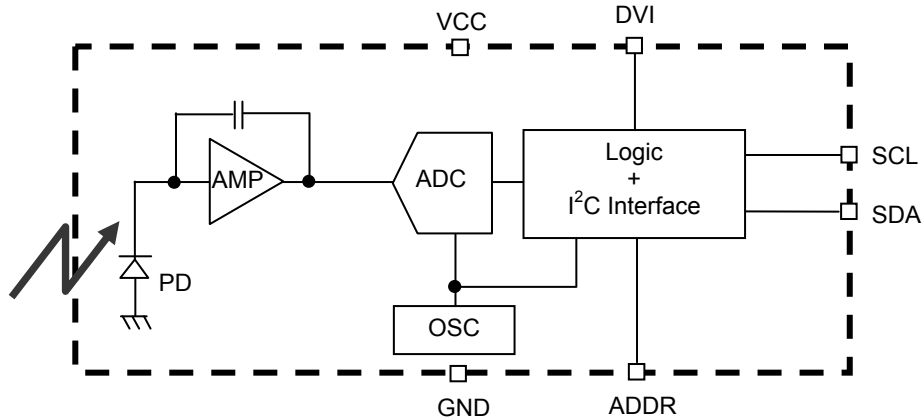 VCC
DVI
AMP
ADC
Logic
+
I²C Interface
SCL
SDA
PD
OSC
GND
ADDR